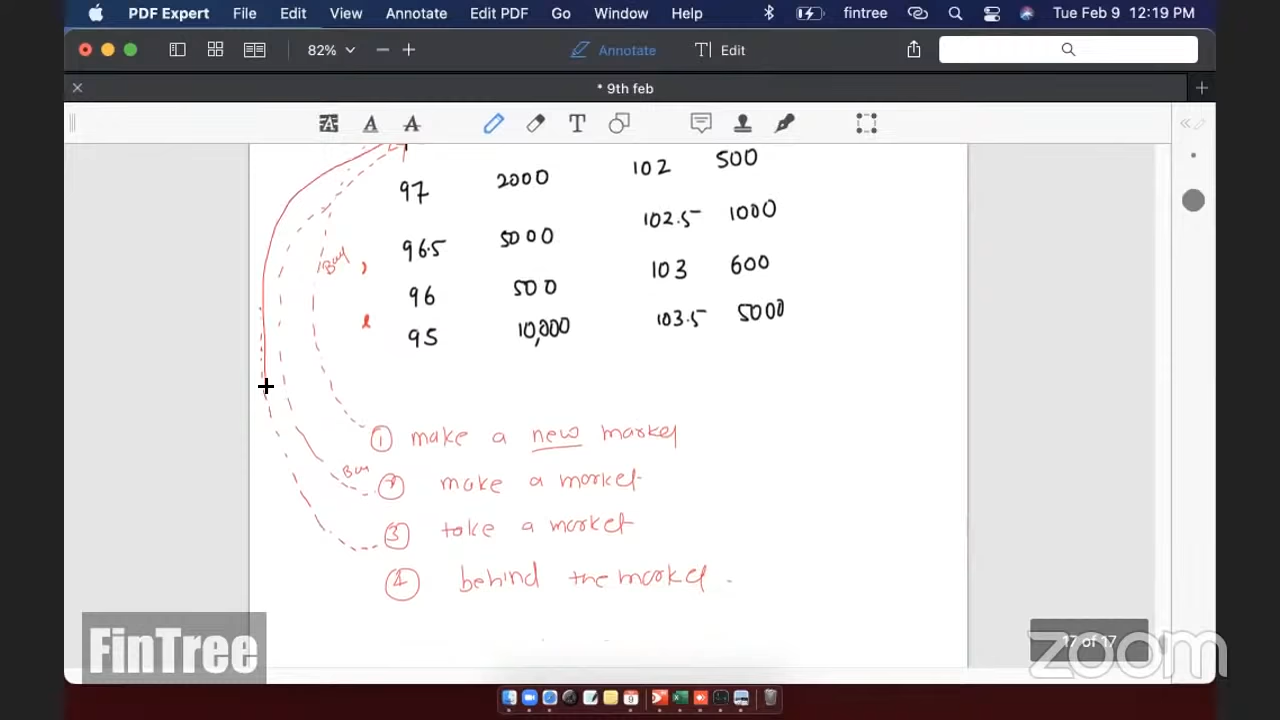 PDF Expert File Edit View Annotate Edit PDF Go Window Help fintree Tue Feb 9 12:19 PM
82% Annotate Edit
* 9th feb
97 2000 102 500
96.5 5000 102.5 1000
Buy
96 500 103 600
95 10,000 103.5 5000
① make a new market
Buy
② make a market
③ take a market
④ behind the market
FinTree
17 of 17
zoom